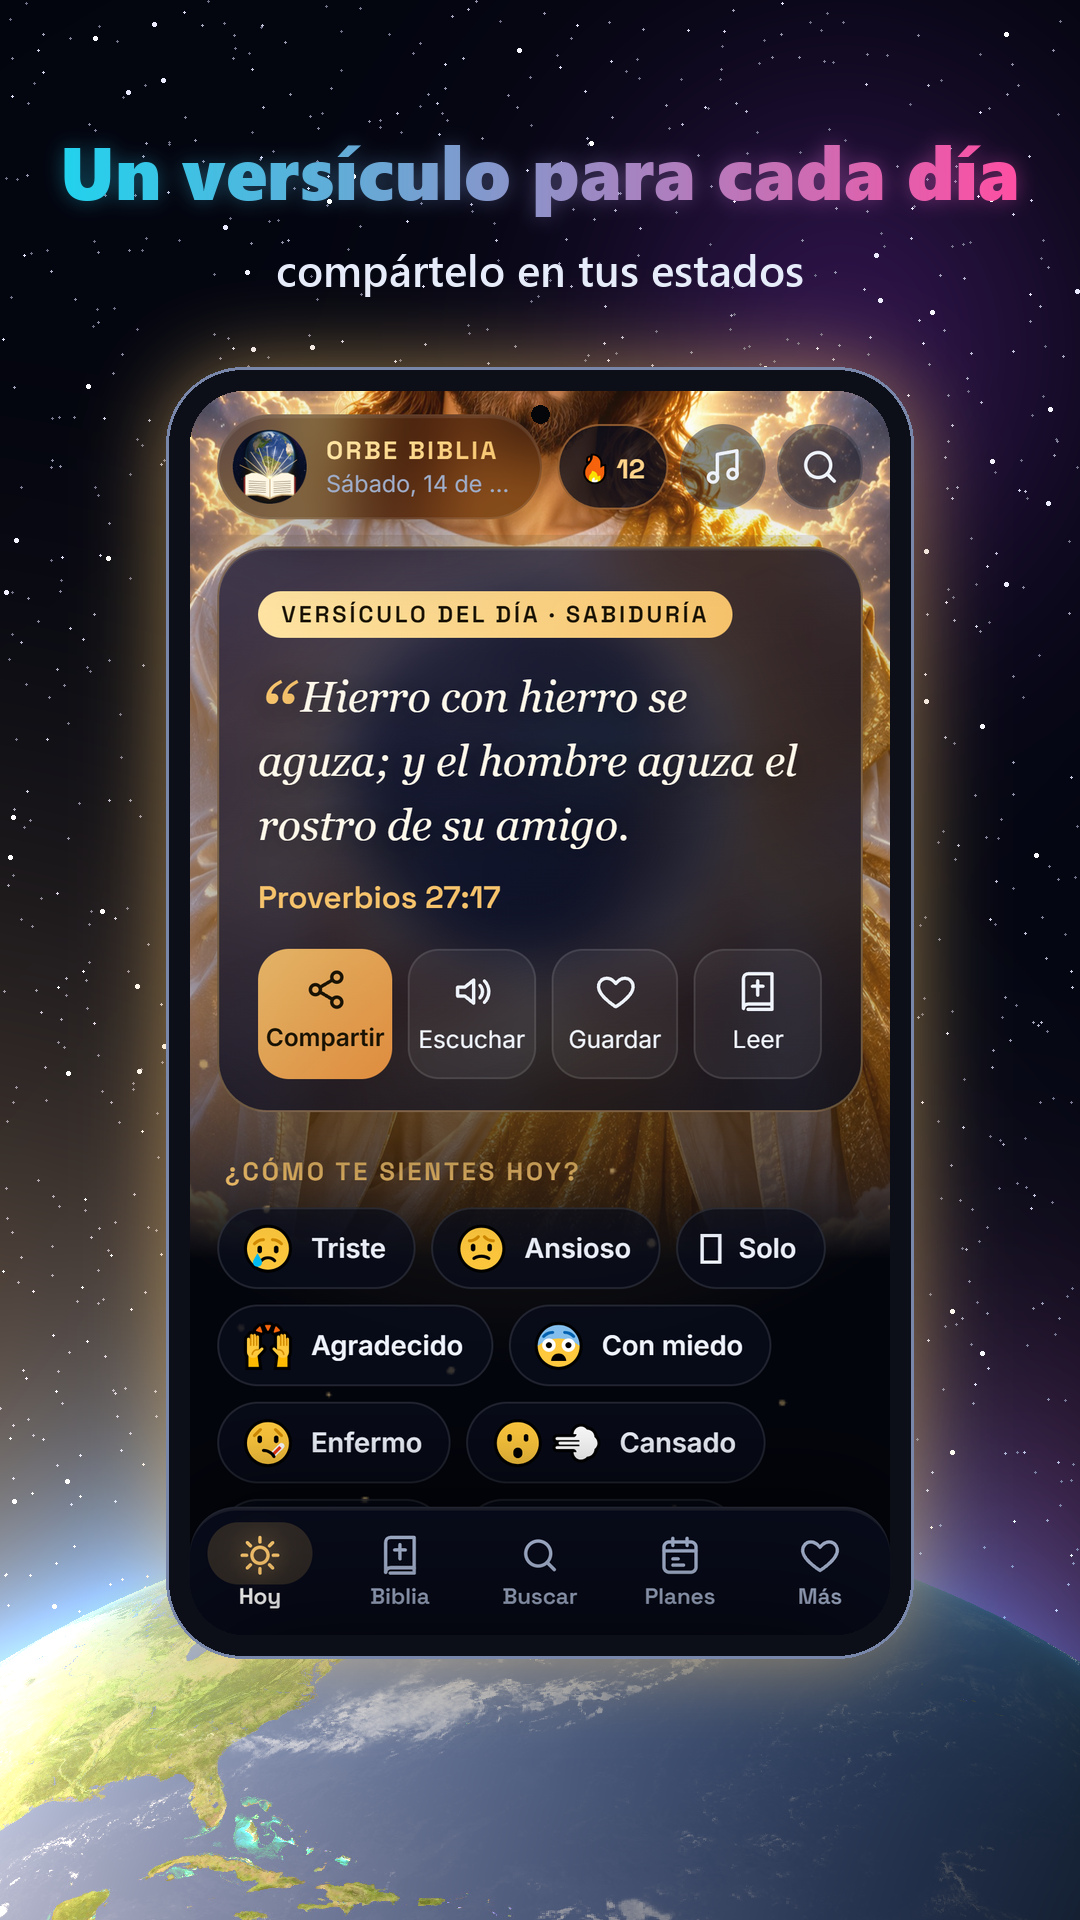 Un versículo para cada día
compártelo en tus estados
ORBE BIBLIA
Sábado, 14 de ...
12
VERSÍCULO DEL DÍA · SABIDURÍA
“Hierro con hierro se
aguza; y el hombre aguza el
rostro de su amigo.
Proverbios 27:17
Compartir
Escuchar
Guardar
Leer
¿CÓMO TE SIENTES HOY?
Triste
Ansioso
Solo
Agradecido
Con miedo
Enfermo
Cansado
Hoy
Biblia
Buscar
Planes
Más